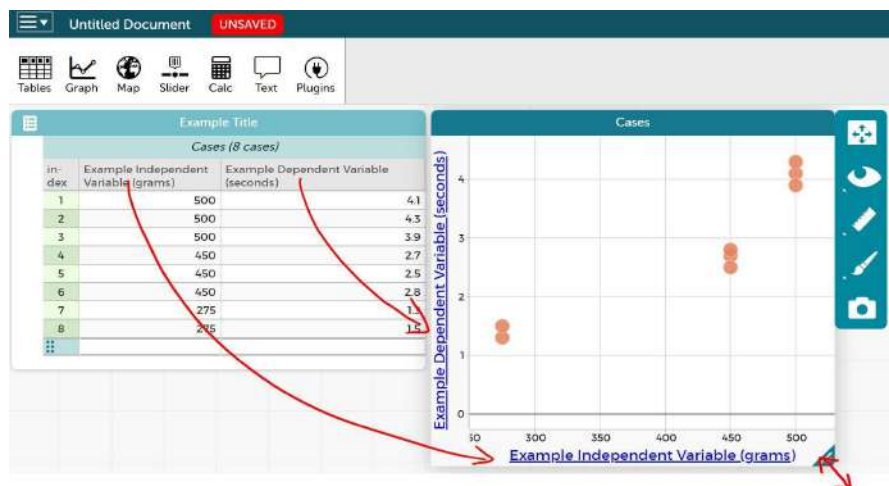 Untitled Document UNSAVED
Tables Graph Map Slider Calc Text Plugins
Example Title
Cases (8 cases)
in-
dex
Example Independent
Variable (grams)
Example Dependent Variable
(seconds)
1 500 4.1
2 500 4.3
3 500 3.9
4 450 2.7
5 450 2.5
6 450 2.8
7 275
8 275 1.5
Cases
Example Dependent Variable (seconds)
4
3
2
1
0
50 300 350 400 450 500
Example Independent Variable (grams)